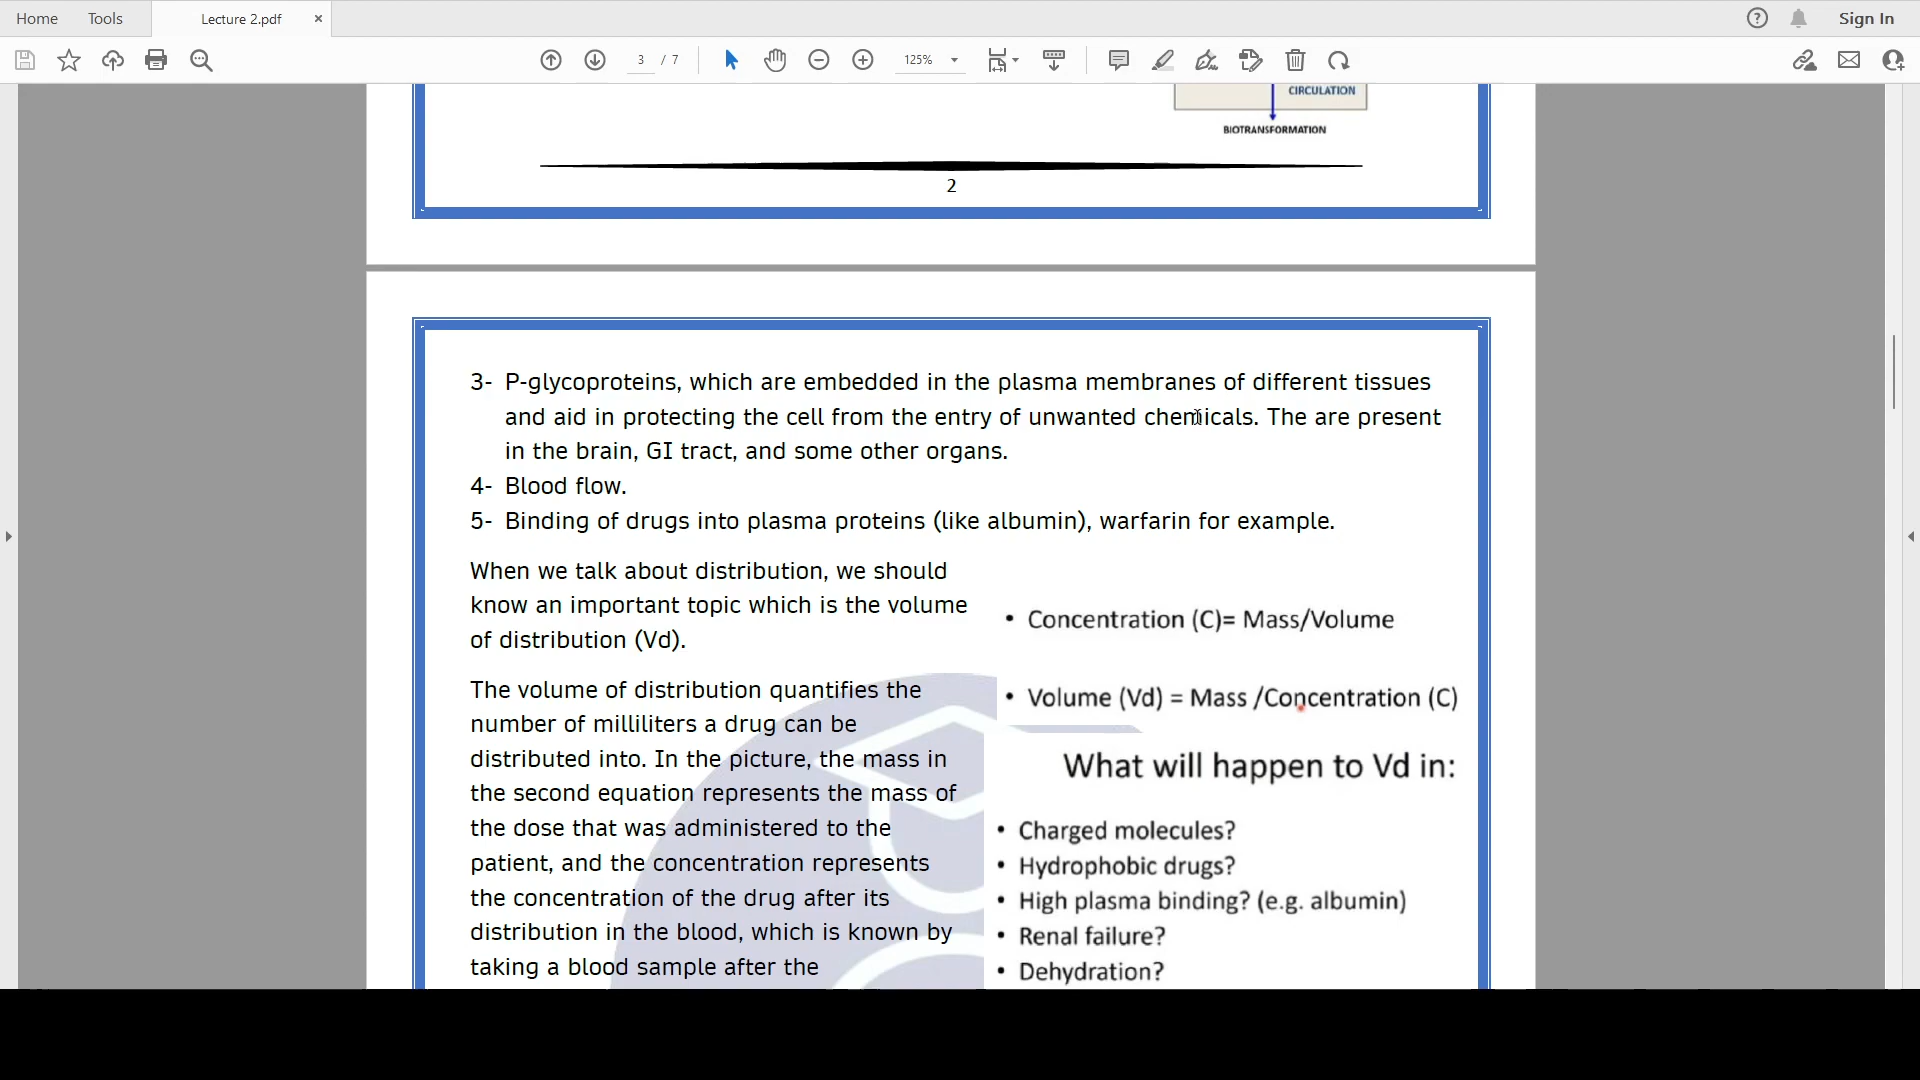 Home
Tools
Lecture 2.pdf
×
?
Sign In
3 / 7
125%
CIRCULATION
BIOTRANSFORMATION
2
3- P-glycoproteins, which are embedded in the plasma membranes of different tissues
and aid in protecting the cell from the entry of unwanted chemicals. The are present
in the brain, GI tract, and some other organs.
4- Blood flow.
5- Binding of drugs into plasma proteins (like albumin), warfarin for example.
When we talk about distribution, we should
know an important topic which is the volume
of distribution (Vd).
The volume of distribution quantifies the
number of milliliters a drug can be
distributed into. In the picture, the mass in
the second equation represents the mass of
the dose that was administered to the
patient, and the concentration represents
the concentration of the drug after its
distribution in the blood, which is known by
taking a blood sample after the
• Concentration (C)= Mass/Volume
• Volume (Vd) = Mass /Concentration (C)
What will happen to Vd in:
• Charged molecules?
• Hydrophobic drugs?
• High plasma binding? (e.g. albumin)
• Renal failure?
• Dehydration?